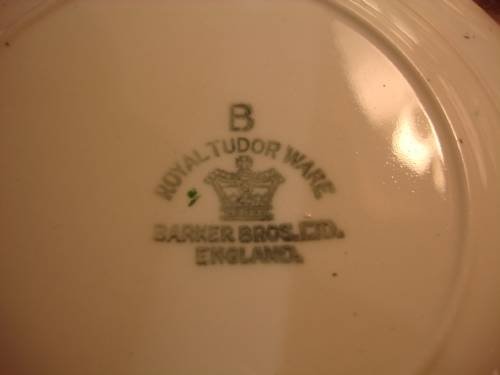 B
ROYAL TUDOR WARE
BARKER BROS. LTD.
ENGLAND.